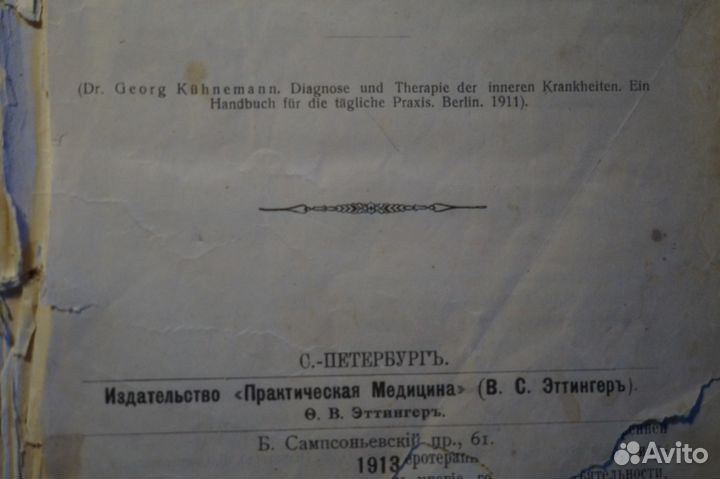 (Dr. Georg Kühnemann. Diagnose und Therapie der inneren Krankheiten. Ein
Handbuch für die tägliche Praxis. Berlin. 1911).
С.-ПЕТЕРБУРГЪ.
Издательство «Практическая Медицина» (В. С. Эттингеръ).
Ѳ. В. Эттингеръ.
Б. Сампсоньевскій пр., 61.
1913
Avito